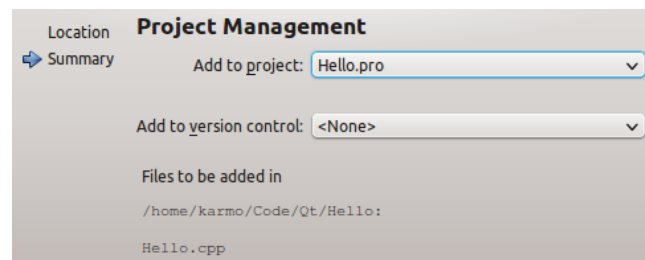 Location
Summary
Project Management
Add to project: Hello.pro
Add to version control: <None>
Files to be added in
/home/karmo/Code/Qt/Hello:
Hello.cpp